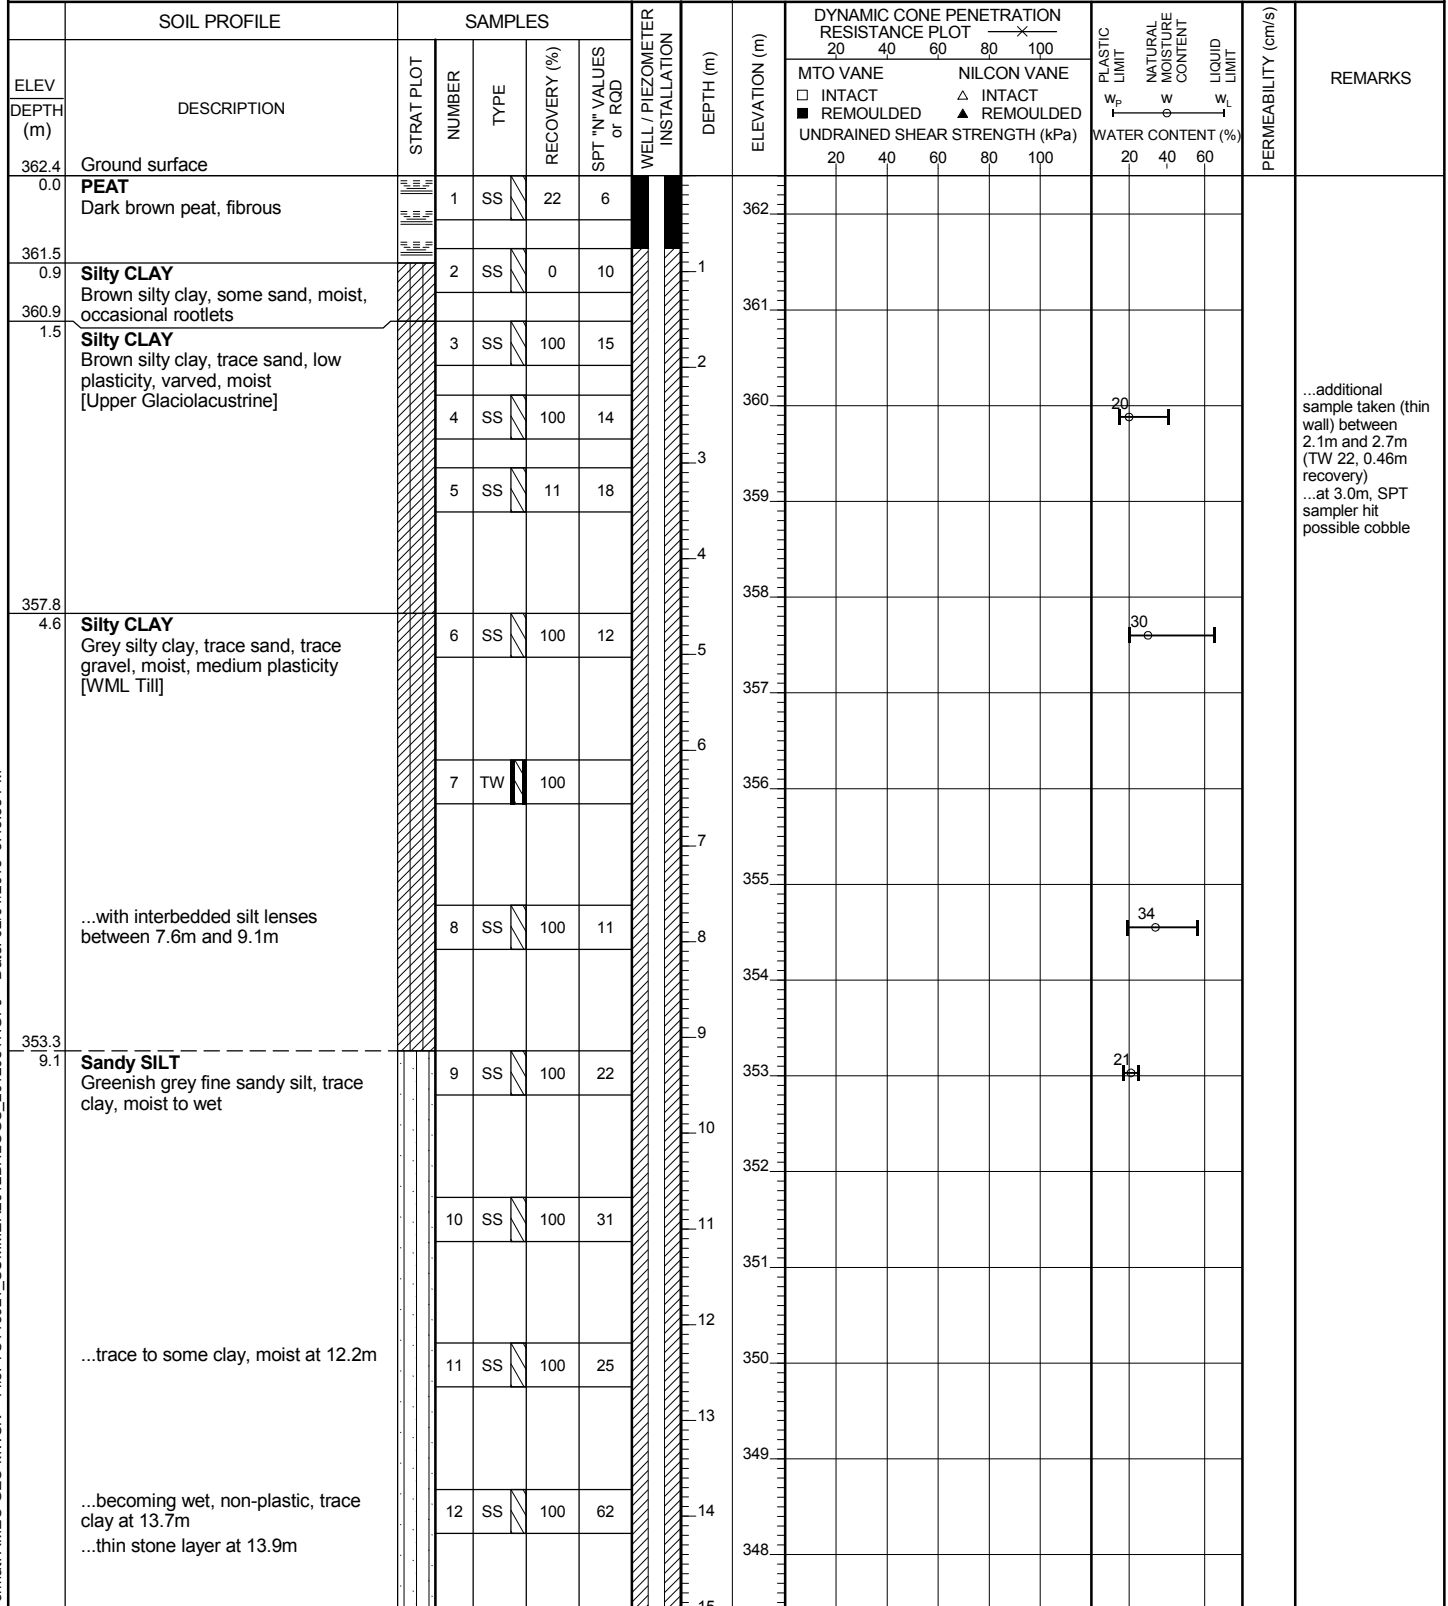 SOIL PROFILE
SAMPLES
ELEV
DEPTH
(m)
DESCRIPTION
STRAT PLOT
NUMBER
TYPE
RECOVERY (%)
SPT "N" VALUES
or RQD
WELL / PIEZOMETER
INSTALLATION
DEPTH (m)
ELEVATION (m)
DYNAMIC CONE PENETRATION
RESISTANCE PLOT
20 40 60 80 100
MTO VANE NILCON VANE
□ INTACT △ INTACT
■ REMOULDED ▲ REMOULDED
UNDRAINED SHEAR STRENGTH (kPa)
20 40 60 80 100
PLASTIC
LIMIT
NATURAL
MOISTURE
CONTENT
LIQUID
LIMIT
WP W WL
WATER CONTENT (%)
20 40 60
PERMEABILITY (cm/s)
REMARKS
362.4 Ground surface
0.0 PEAT
Dark brown peat, fibrous
1 SS 22 6
362
361.5
0.9 Silty CLAY
Brown silty clay, some sand, moist,
occasional rootlets
2 SS 0 10
1
361
360.9
1.5 Silty CLAY
Brown silty clay, trace sand, low
plasticity, varved, moist
[Upper Glaciolacustrine]
3 SS 100 15
2
360
4 SS 100 14
20
...additional
sample taken (thin
wall) between
2.1m and 2.7m
(TW 22, 0.46m
recovery)
...at 3.0m, SPT
sampler hit
possible cobble
3
5 SS 11 18
359
4
358
357.8
4.6 Silty CLAY
Grey silty clay, trace sand, trace
gravel, moist, medium plasticity
[WML Till]
6 SS 100 12
30
5
357
6
7 TW 100
356
7
355
...with interbedded silt lenses
between 7.6m and 9.1m
8 SS 100 11
34
8
354
9
353.3
9.1 Sandy SILT
Greenish grey fine sandy silt, trace
clay, moist to wet
9 SS 100 22
353
21
10
352
10 SS 100 31
11
351
12
...trace to some clay, moist at 12.2m
11 SS 100 25
350
13
349
...becoming wet, non-plastic, trace
clay at 13.7m
...thin stone layer at 13.9m
12 SS 100 62
14
348